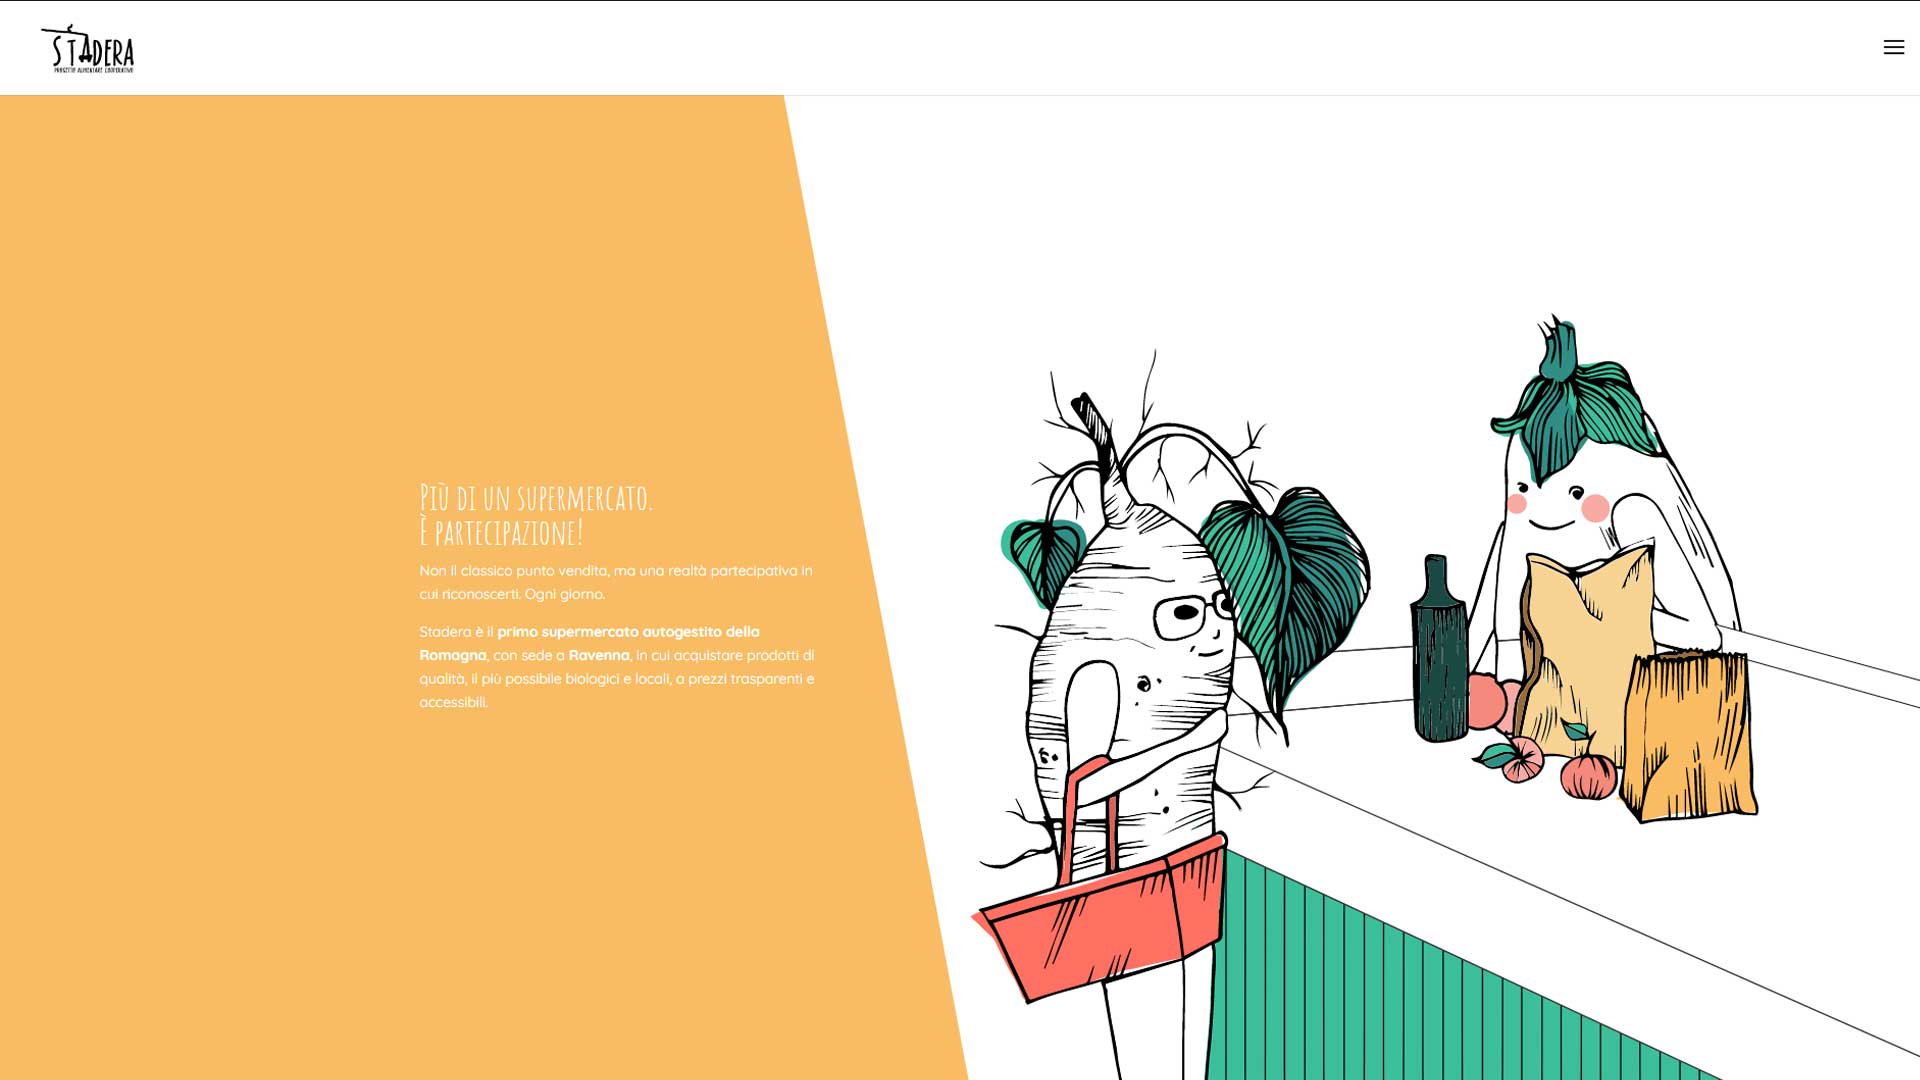 STADERA
PROGETTO ALIMENTARE COOPERATIVO
Più di un supermercato.
È partecipazione!
Non il classico punto vendita, ma una realtà partecipativa in
cui riconoscerti. Ogni giorno.
Stadera è il primo supermercato autogestito della
Romagna, con sede a Ravenna, in cui acquistare prodotti di
qualità, il più possibile biologici e locali, a prezzi trasparenti e
accessibili.